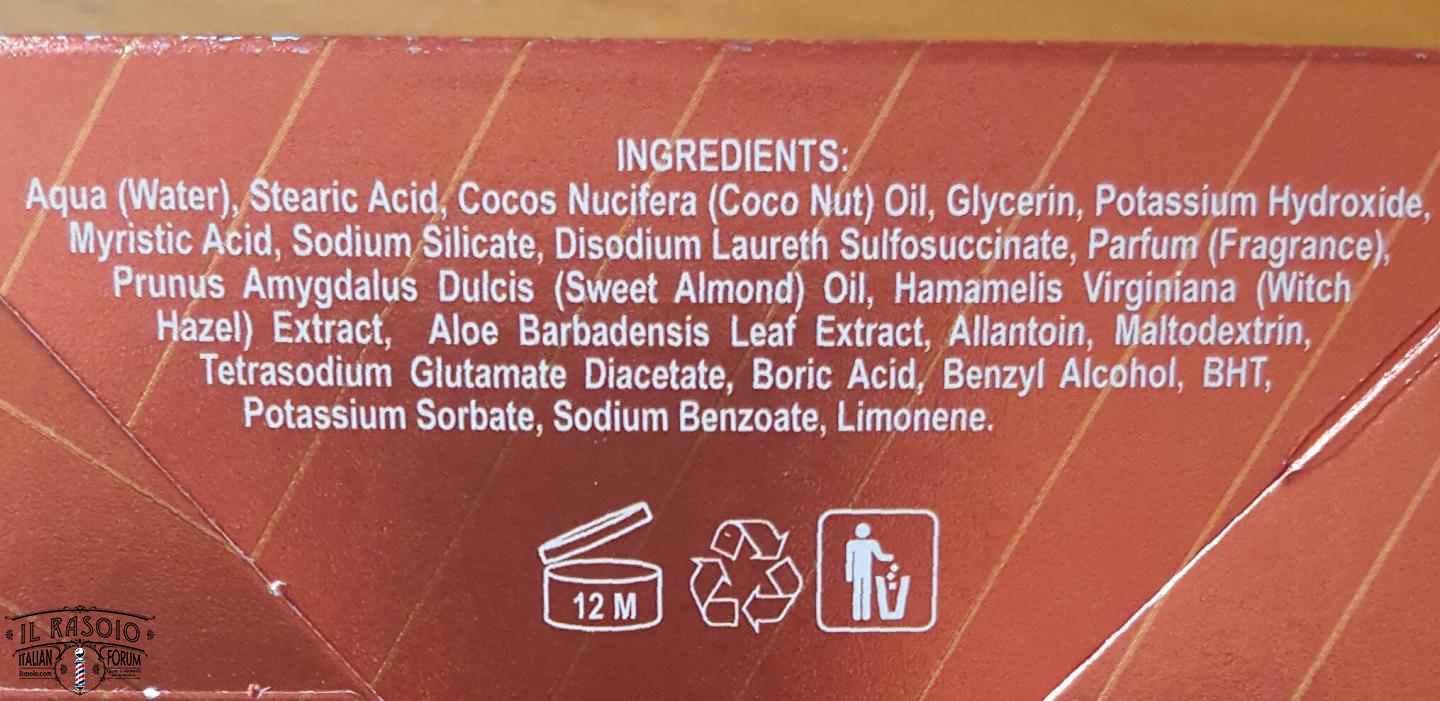 INGREDIENTS:
Aqua (Water), Stearic Acid, Cocos Nucifera (Coco Nut) Oil, Glycerin, Potassium Hydroxide,
Myristic Acid, Sodium Silicate, Disodium Laureth Sulfosuccinate, Parfum (Fragrance),
Prunus Amygdalus Dulcis (Sweet Almond) Oil, Hamamelis Virginiana (Witch
Hazel) Extract, Aloe Barbadensis Leaf Extract, Allantoin, Maltodextrin,
Tetrasodium Glutamate Diacetate, Boric Acid, Benzyl Alcohol, BHT,
Potassium Sorbate, Sodium Benzoate, Limonene.
12 M
IL RASOIO
ITALIAN FORUM